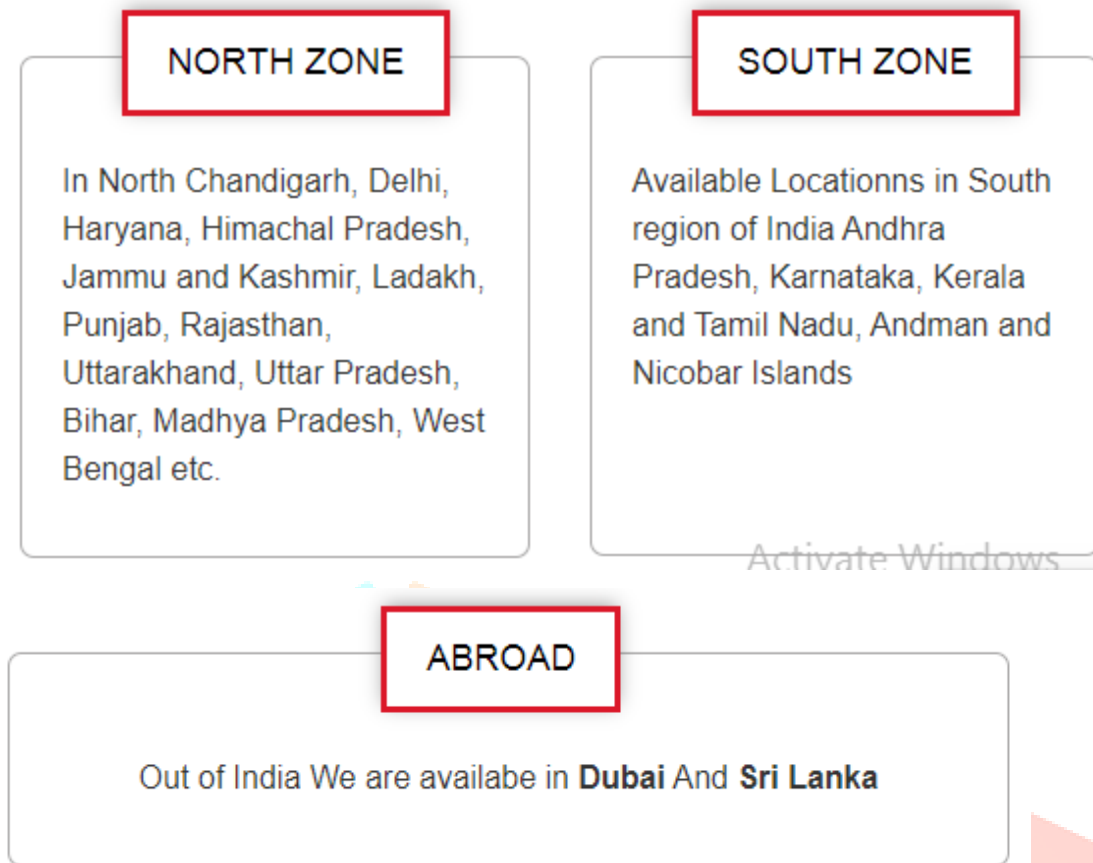 NORTH ZONE
In North Chandigarh, Delhi,
Haryana, Himachal Pradesh,
Jammu and Kashmir, Ladakh,
Punjab, Rajasthan,
Uttarakhand, Uttar Pradesh,
Bihar, Madhya Pradesh, West
Bengal etc.
SOUTH ZONE
Available Locationns in South
region of India Andhra
Pradesh, Karnataka, Kerala
and Tamil Nadu, Andman and
Nicobar Islands
Activate Windows
ABROAD
Out of India We are availabe in Dubai And Sri Lanka